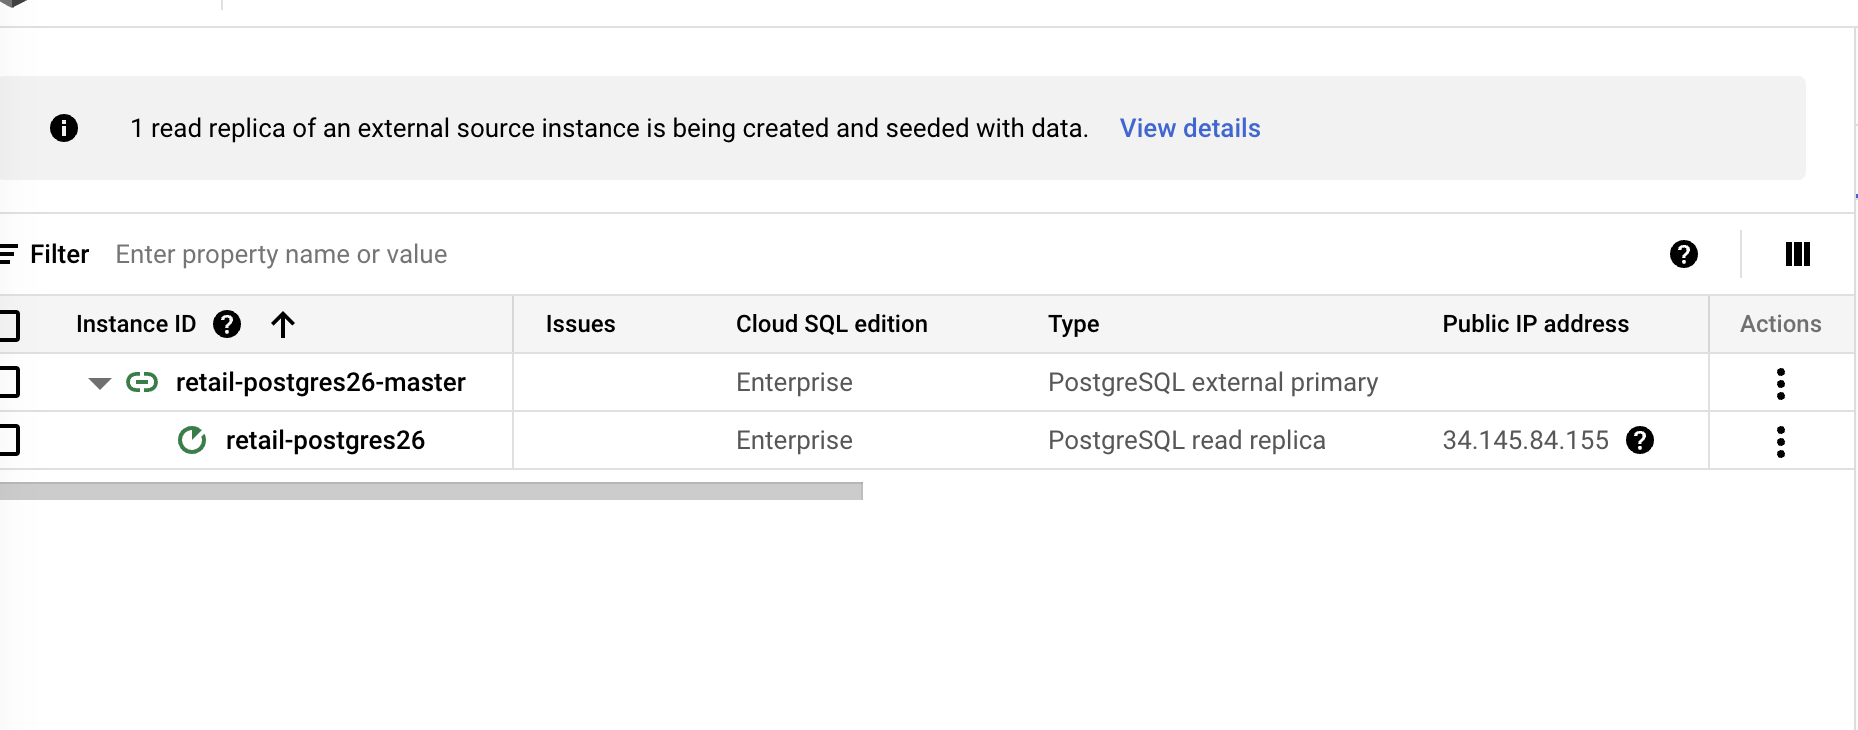 1 read replica of an external source instance is being created and seeded with data. View details
Filter Enter property name or value
Instance ID Issues Cloud SQL edition Type Public IP address Actions
retail-postgres26-master Enterprise PostgreSQL external primary
retail-postgres26 Enterprise PostgreSQL read replica 34.145.84.155